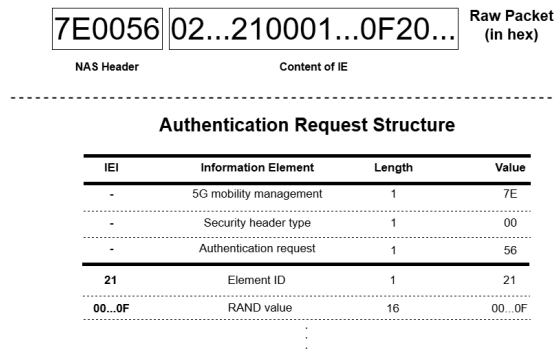 7E0056 02...210001...0F20... Raw Packet
(in hex)
NAS Header Content of IE
Authentication Request Structure
IEI Information Element Length Value
- 5G mobility management 1 7E
- Security header type 1 00
- Authentication request 1 56
21 Element ID 1 21
00...0F RAND value 16 00...0F